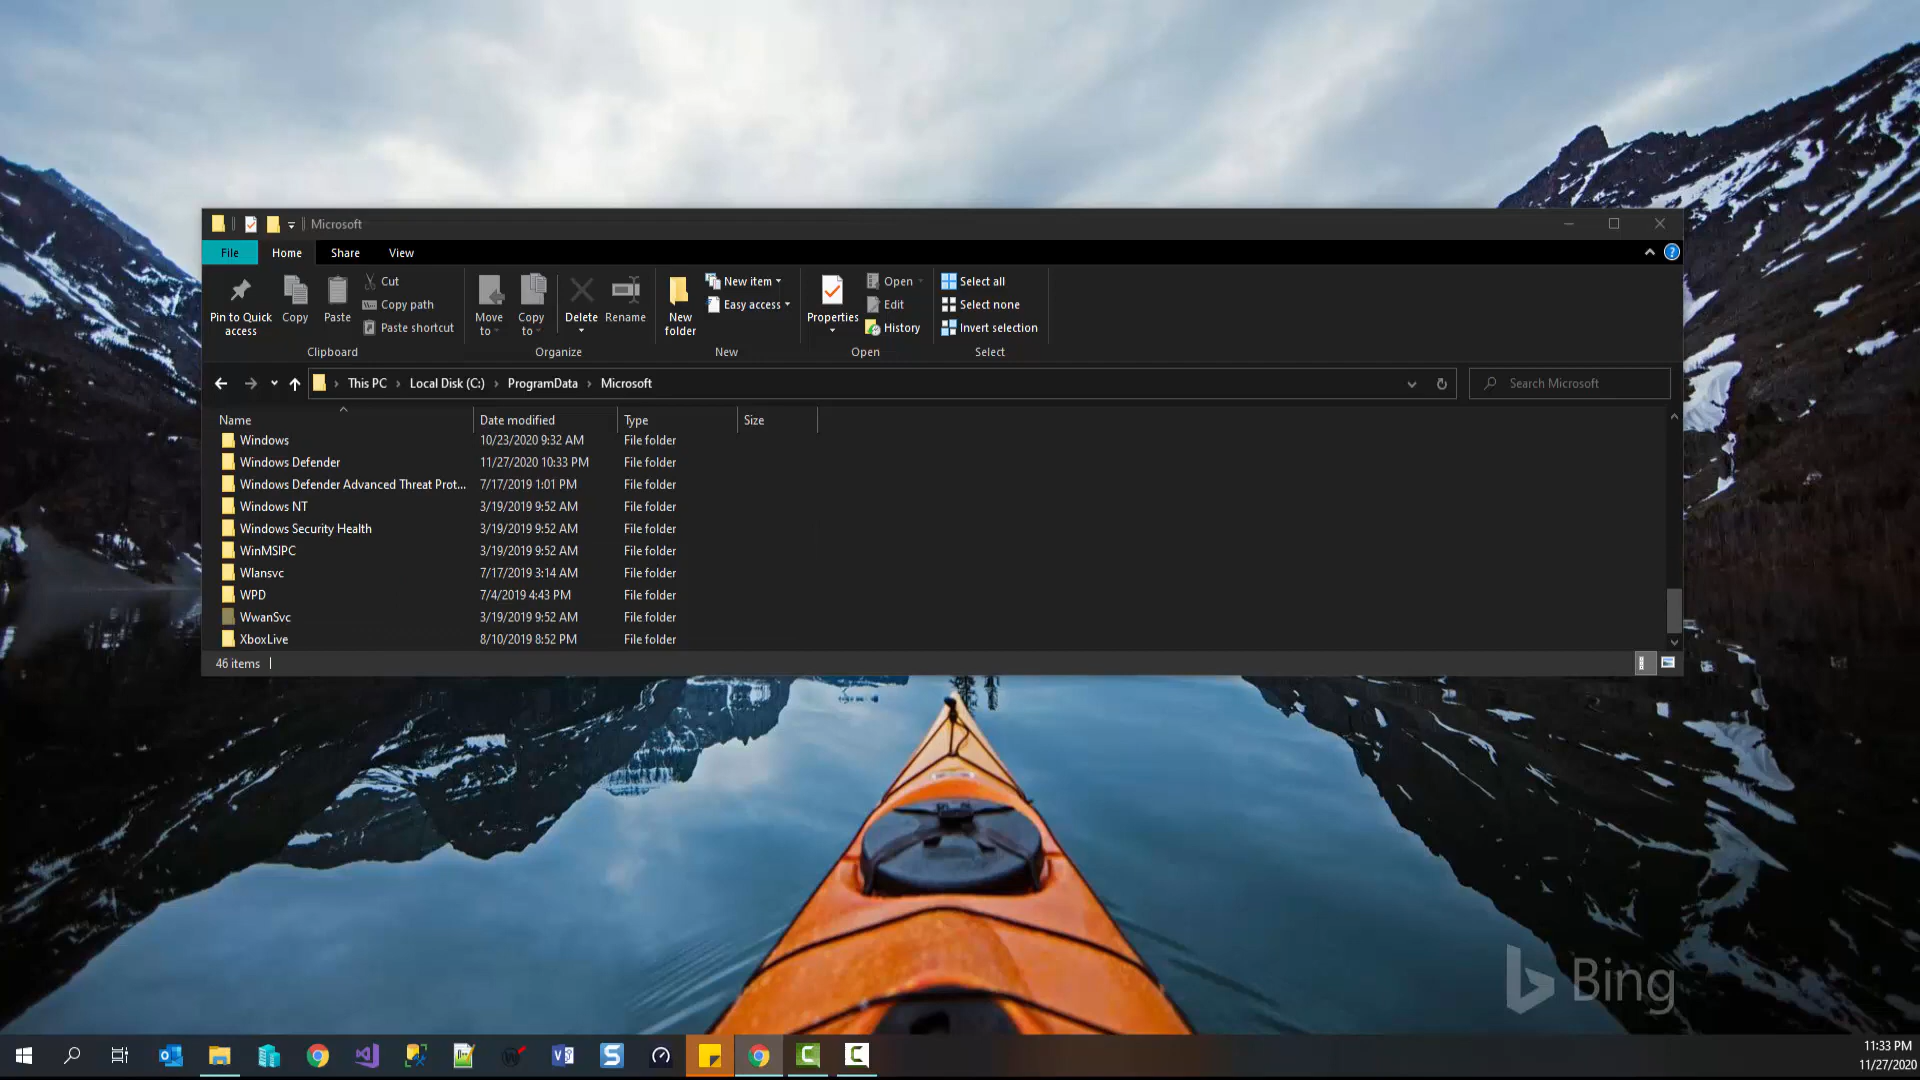 Microsoft
File Home Share View
Pin to Quick access
Copy
Paste
Cut
Copy path
Paste shortcut
Clipboard
Move to
Copy to
Delete
Rename
Organize
New folder
New item
Easy access
New
Properties
Open
Edit
History
Open
Select all
Select none
Invert selection
Select
This PC › Local Disk (C:) › ProgramData › Microsoft
Search Microsoft
Name Date modified Type Size
Windows 10/23/2020 9:32 AM File folder
Windows Defender 11/27/2020 10:33 PM File folder
Windows Defender Advanced Threat Prot... 7/17/2019 1:01 PM File folder
Windows NT 3/19/2019 9:52 AM File folder
Windows Security Health 3/19/2019 9:52 AM File folder
WinMSIPC 3/19/2019 9:52 AM File folder
Wlansvc 7/17/2019 3:14 AM File folder
WPD 7/4/2019 4:43 PM File folder
WwanSvc 3/19/2019 9:52 AM File folder
XboxLive 8/10/2019 8:52 PM File folder
46 items
Bing
11:33 PM
11/27/2020